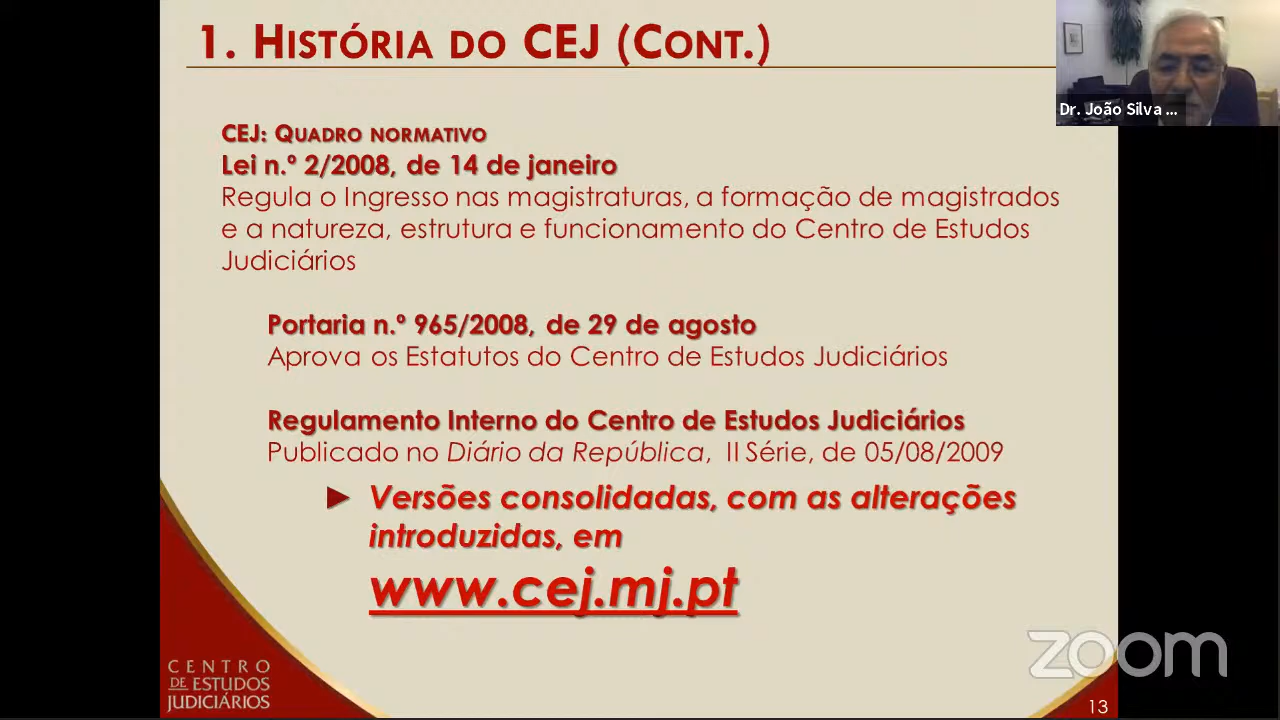 1. HISTÓRIA DO CEJ (CONT.)
Dr. João Silva ...
CEJ: QUADRO NORMATIVO
Lei n.º 2/2008, de 14 de janeiro
Regula o Ingresso nas magistraturas, a formação de magistrados
e a natureza, estrutura e funcionamento do Centro de Estudos
Judiciários
Portaria n.º 965/2008, de 29 de agosto
Aprova os Estatutos do Centro de Estudos Judiciários
Regulamento Interno do Centro de Estudos Judiciários
Publicado no Diário da República, II Série, de 05/08/2009
► Versões consolidadas, com as alterações
introduzidas, em
www.cej.mj.pt
zoom
CENTRO
DE ESTUDOS
JUDICIÁRIOS
13